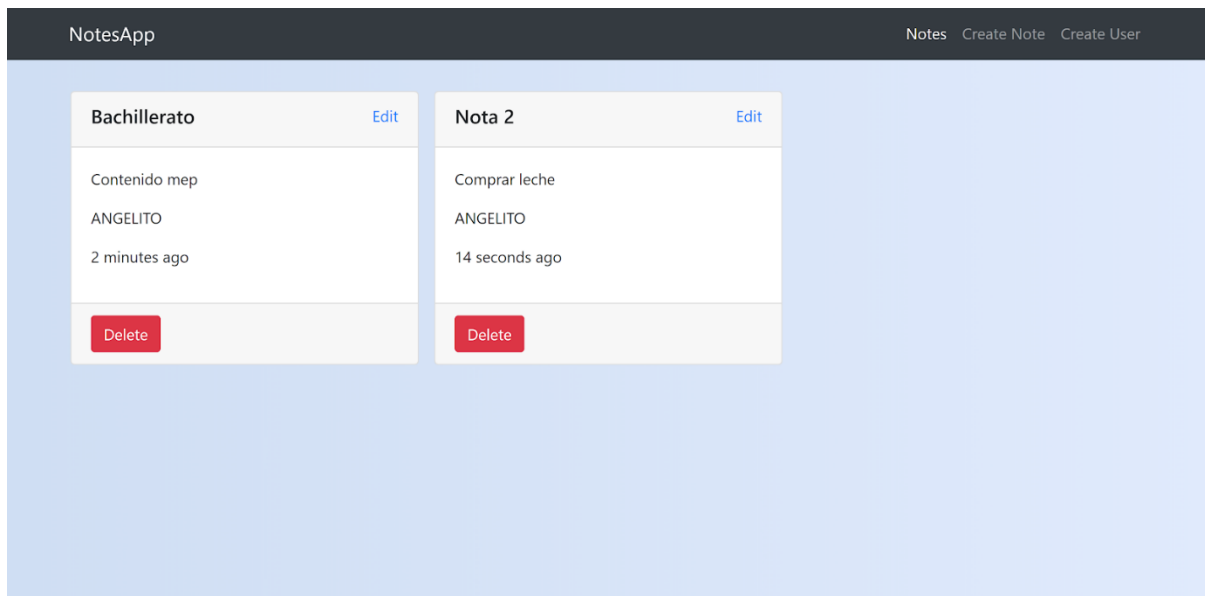 NotesApp Notes Create Note Create User
Bachillerato Edit
Contenido mep
ANGELITO
2 minutes ago
Delete
Nota 2 Edit
Comprar leche
ANGELITO
14 seconds ago
Delete